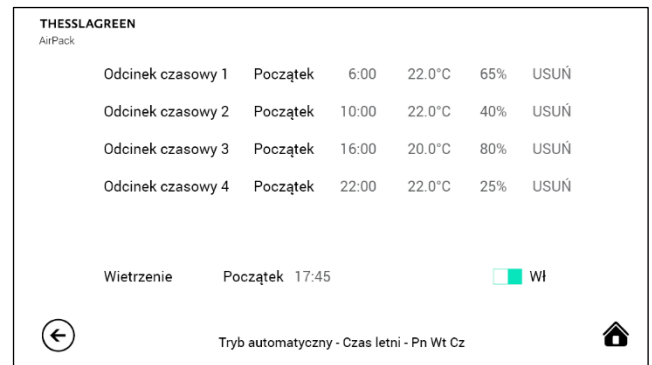 THESSLAGREEN
AirPack
Odcinek czasowy 1 Początek 6:00 22.0°C 65% USUŃ
Odcinek czasowy 2 Początek 10:00 22.0°C 40% USUŃ
Odcinek czasowy 3 Początek 16:00 20.0°C 80% USUŃ
Odcinek czasowy 4 Początek 22:00 22.0°C 25% USUŃ
Wietrzenie Początek 17:45 Wł
Tryb automatyczny - Czas letni - Pn Wt Cz